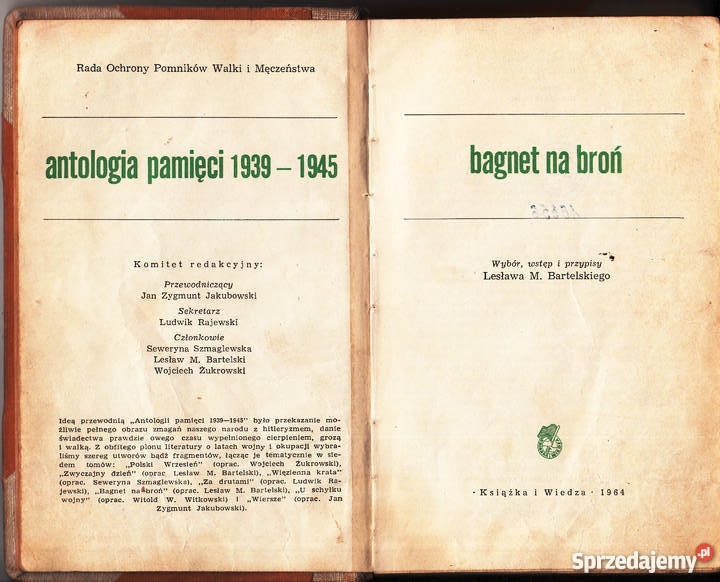 Rada Ochrony Pomników Walki i Męczeństwa
antologia pamięci 1939 – 1945
Komitet redakcyjny:
Przewodniczący
Jan Zygmunt Jakubowski
Sekretarz
Ludwik Rajewski
Członkowie
Seweryna Szmaglewska
Lesław M. Bartelski
Wojciech Żukrowski
Ideą przewodnią „Antologii pamięci 1939—1945" było przekazanie mo-
żliwie pełnego obrazu zmagań naszego narodu z hitleryzmem, danie
świadectwa prawdzie owego czasu wypełnionego cierpieniem, grozą
i walką. Z obfitego plonu literatury o latach wojny i okupacji wybra-
liśmy szereg utworów bądź fragmentów, łącząc je tematycznie w sie-
dem tomów: „Polski Wrzesień" (oprac. Wojciech Żukrowski),
„Zwyczajny dzień" (oprac. Lesław M. Bartelski), „Więzienna krata"
(oprac. Seweryna Szmaglewska), „Za drutami" (oprac. Ludwik Ra-
jewski), „Bagnet na broń" (oprac. Lesław M. Bartelski), „U schyłku
wojny" (oprac. Witold W. Witkowski) i „Wiersze" (oprac. Jan
Zygmunt Jakubowski).
bagnet na broń
Wybór, wstęp i przypisy
Lesława M. Bartelskiego
· Książka i Wiedza · 1964
Sprzedajemy.pl